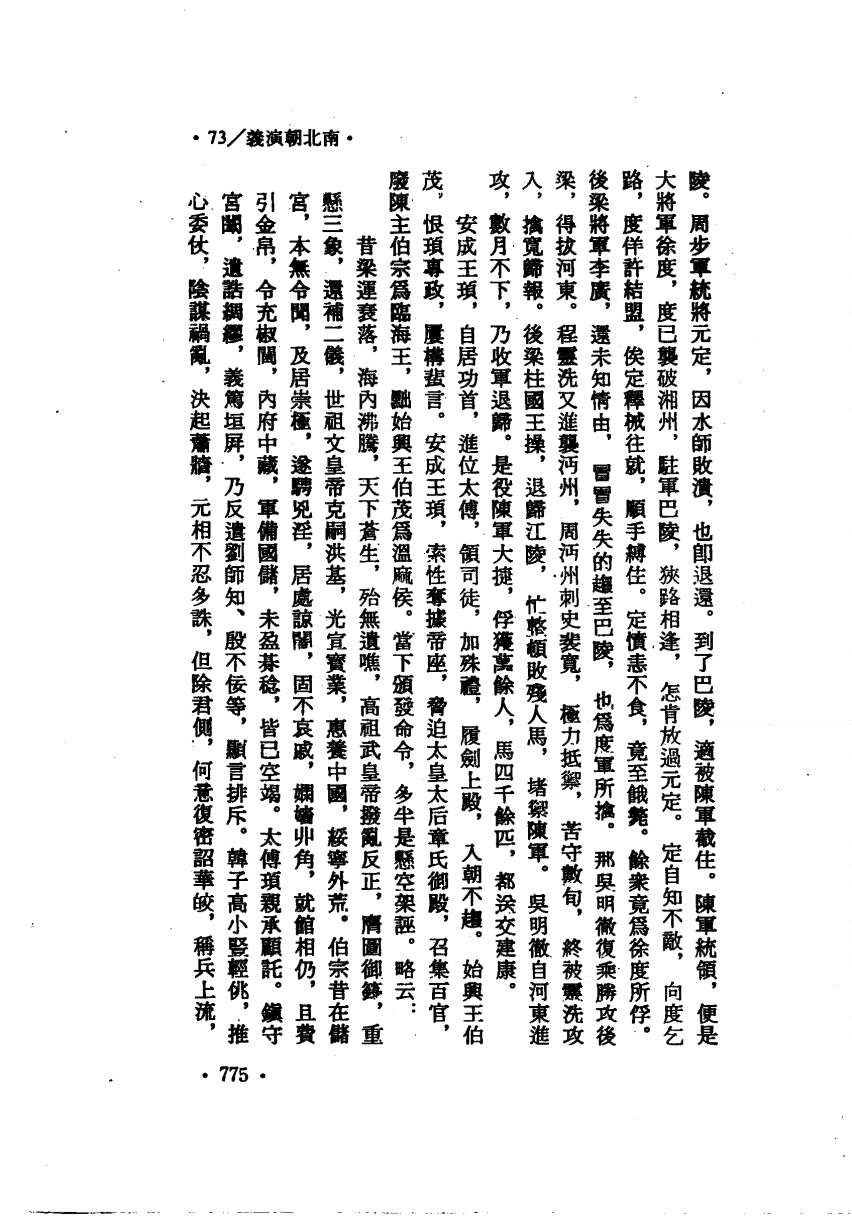 •73／義演朝北南•
陵。周步軍統將元定，因水師敗潰，也卽退還。到了巴陵，適被陳軍截住。陳軍統領，便是
大將軍徐度，度已襲破湘州，駐軍巴陵，狹路相逢，怎肯放過元定。定自知不敵，向度乞
路，度佯許結盟，俟定釋械往就，順手縛住。定憤恚不食，竟至餓斃。餘衆竟爲徐度所俘。
後梁將軍李廣，還未知情由，冒冒失失的趨至巴陵，也爲度軍所擒。那吳明徹復乘勝攻後
梁，得拔河東。程靈洗又進襲沔州，周沔州刺史裴寬，極力抵禦，苦守數旬，終被靈洗攻
入，擒寬歸報。後梁柱國王操，退歸江陵，忙整頓敗殘人馬，堵禦陳軍。吳明徹自河東進
攻，數月不下，乃收軍退歸。是役陳軍大捷，俘獲萬餘人，馬四千餘匹，都送交建康。
安成王頊，自居功首，進位太傅，領司徒，加殊禮，履劍上殿，入朝不趨。始興王伯
茂，恨頊專政，屢構蜚言。安成王頊，索性奪據帝座，脅迫太皇太后章氏御殿，召集百官，
廢陳主伯宗爲臨海王，黜始興王伯茂爲溫麻侯。當下頒發命令，多半是懸空架誣。略云：
昔梁運衰落，海內沸騰，天下蒼生，殆無遺噍，高祖武皇帝撥亂反正，膺圖御籙，重
懸三象，還補二儀，世祖文皇帝克嗣洪基，光宣寶業，惠養中國，綏寧外荒。伯宗昔在儲
宮，本無令聞，及居崇極，遂騁兇淫，居處諒闇，固不哀戚，嫻嬙丱角，就館相仍，且費
引金帛，令充椒閫，內府中藏，軍備國儲，未盈朞稔，皆已空竭。太傅頊親承顧託。鎭守
宮闈，遺誥綢繆，義篤垣屏，乃反遣劉師知、殷不佞等，顯言排斥。韓子高小豎輕佻，推
心委仗，陰謀禍亂，決起蕭牆，元相不忍多誅，但除君側，何意復密詔華皎，稱兵上流，
•775•